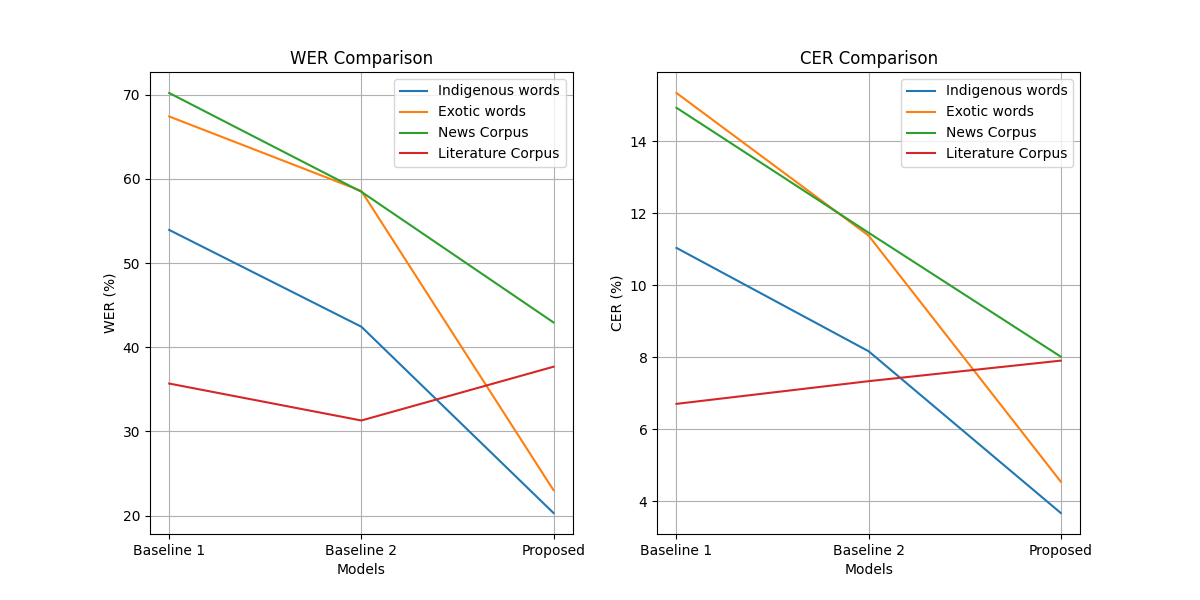 WER Comparison
70
60
50
40
30
20
WER (%)
Indigenous words
Exotic words
News Corpus
Literature Corpus
Baseline 1
Baseline 2
Proposed
Models
CER Comparison
14
12
10
8
6
4
CER (%)
Indigenous words
Exotic words
News Corpus
Literature Corpus
Baseline 1
Baseline 2
Proposed
Models